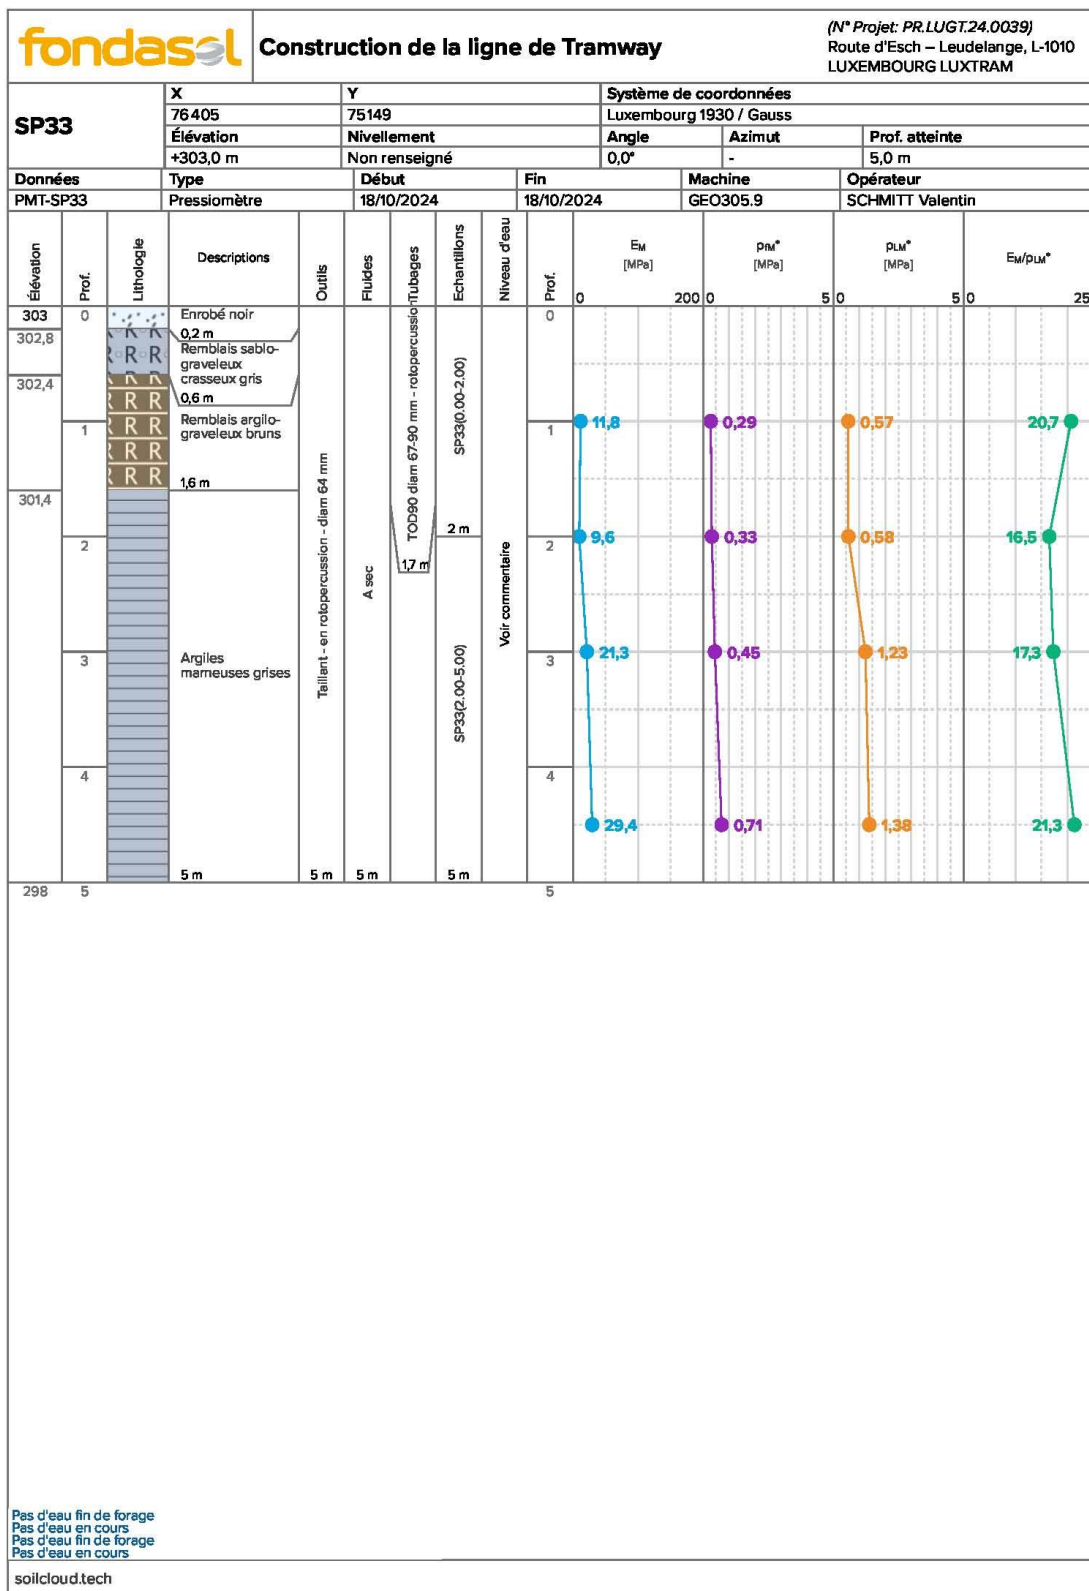 fondasol
Construction de la ligne de Tramway
(N° Projet: PR.LUGT.24.0039)
Route d'Esch – Leudelange, L-1010
LUXEMBOURG LUXTRAM
SP33
X Y Système de coordonnées
76405 75149 Luxembourg 1930 / Gauss
Élévation Nivellement Angle Azimut Prof. atteinte
+303,0 m Non renseigné 0,0° - 5,0 m
Données Type Début Fin Machine Opérateur
PMT-SP33 Pressiomètre 18/10/2024 18/10/2024 GEO305.9 SCHMITT Valentin
Élévation
Prof.
Lithologie
Descriptions
Outils
Fluides
Tubages
Echantillons
Niveau d'eau
Prof.
EM
[MPa]
0 200
pfM*
[MPa]
0 5
pLM*
[MPa]
0 5
EM/pLM*
0 25
303
302,8
302,4
301,4
298
0
1
2
3
4
5
R R R
R R R
R R R
R R R
R R R
R R R
R R R
Enrobé noir
0,2 m
Remblais sablo-
graveleux
crasseux gris
0,6 m
Remblais argilo-
graveleux bruns
1,6 m
Argiles
marneuses grises
5 m
Taillant - en rotopercussion - diam 64 mm
5 m
A sec
5 m
TOD90 diam 67-90 mm - rotopercussion
1,7 m
SP33(0.00-2.00)
2 m
SP33(2.00-5.00)
5 m
Voir commentaire
0
1
2
3
4
5
11,8 0,29 0,57 20,7
9,6 0,33 0,58 16,5
21,3 0,45 1,23 17,3
29,4 0,71 1,38 21,3
Pas d'eau fin de forage
Pas d'eau en cours
Pas d'eau fin de forage
Pas d'eau en cours
soilcloud.tech